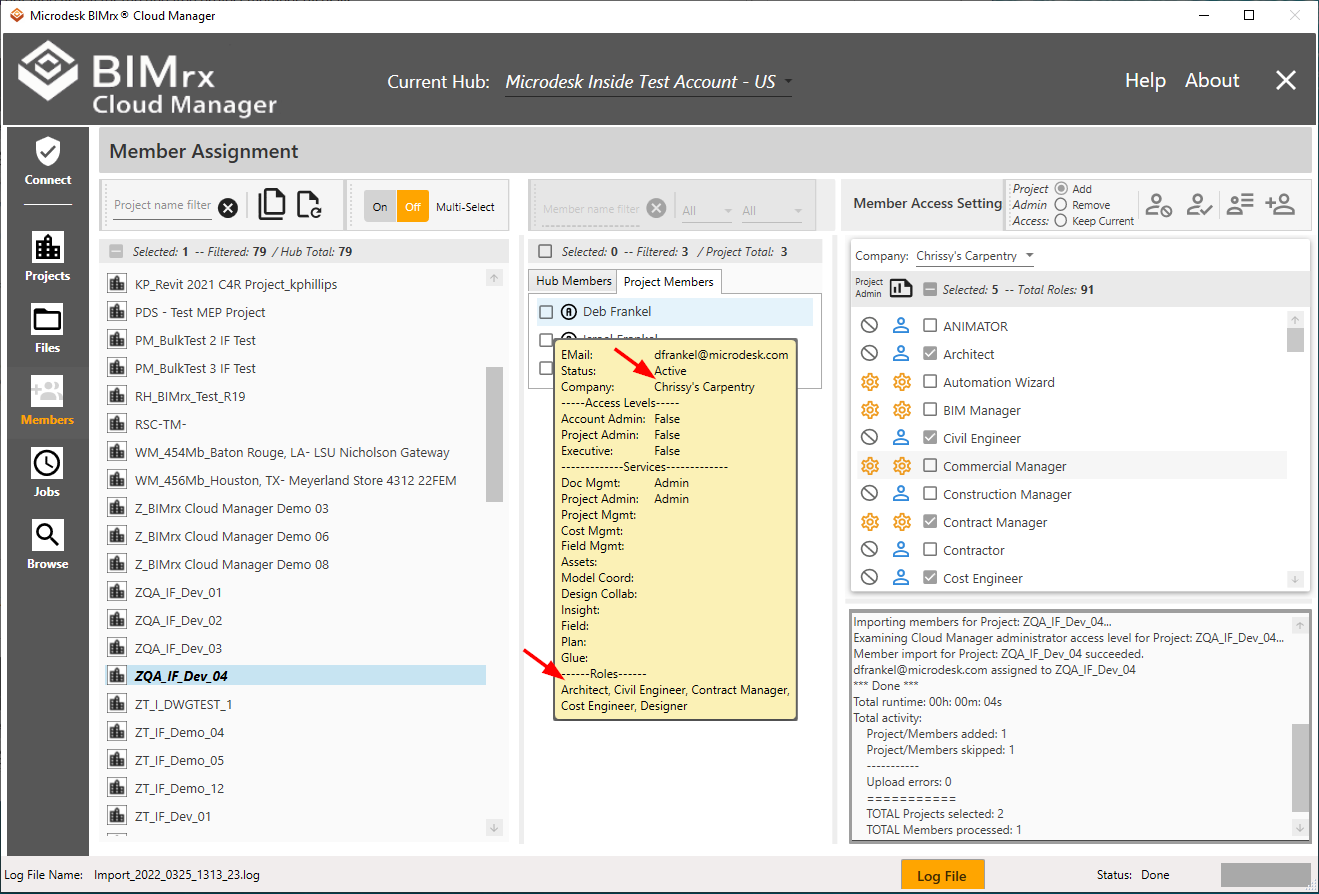 Microdesk BIMrx® Cloud Manager
BIMrx
Cloud Manager
Current Hub: Microdesk Inside Test Account - US
Help About
Connect
Projects
Files
Members
Jobs
Browse
Member Assignment
Project name filter
On Off Multi-Select
Selected: 1 -- Filtered: 79 / Hub Total: 79
KP_Revit 2021 C4R Project_kphillips
PDS - Test MEP Project
PM_BulkTest 2 IF Test
PM_BulkTest 3 IF Test
RH_BIMrx_Test_R19
RSC-TM-
WM_454Mb_Baton Rouge, LA- LSU Nicholson Gateway
WM_456Mb_Houston, TX- Meyerland Store 4312 22FEM
Z_BIMrx Cloud Manager Demo 03
Z_BIMrx Cloud Manager Demo 06
Z_BIMrx Cloud Manager Demo 08
ZQA_IF_Dev_01
ZQA_IF_Dev_02
ZQA_IF_Dev_03
ZQA_IF_Dev_04
ZT_I_DWGTEST_1
ZT_IF_Demo_04
ZT_IF_Demo_05
ZT_IF_Demo_12
ZT_IF_Dev_01
Member name filter All All
Selected: 0 -- Filtered: 3 / Project Total: 3
Hub Members Project Members
Deb Frankel
EMail: dfrankel@microdesk.com
Status: Active
Company: Chrissy's Carpentry
-----Access Levels-----
Account Admin: False
Project Admin: False
Executive: False
-------------Services-------------
Doc Mgmt: Admin
Project Admin: Admin
Project Mgmt:
Cost Mgmt:
Field Mgmt:
Assets:
Model Coord:
Design Collab:
Insight:
Field:
Plan:
Glue:
------Roles------
Architect, Civil Engineer, Contract Manager,
Cost Engineer, Designer
Member Access Setting
Project Add
Admin Remove
Access: Keep Current
Company: Chrissy's Carpentry
Project
Admin
Selected: 5 -- Total Roles: 91
ANIMATOR
Architect
Automation Wizard
BIM Manager
Civil Engineer
Commercial Manager
Construction Manager
Contract Manager
Contractor
Cost Engineer
Importing members for Project: ZQA_IF_Dev_04...
Examining Cloud Manager administrator access level for Project: ZQA_IF_Dev_04...
Member import for Project: ZQA_IF_Dev_04 succeeded.
dfrankel@microdesk.com assigned to ZQA_IF_Dev_04
*** Done ***
Total runtime: 00h: 00m: 04s
Total activity:
Project/Members added: 1
Project/Members skipped: 1
-----------
Upload errors: 0
===========
TOTAL Projects selected: 2
TOTAL Members processed: 1
Log File Name: Import_2022_0325_1313_23.log
Log File
Status: Done